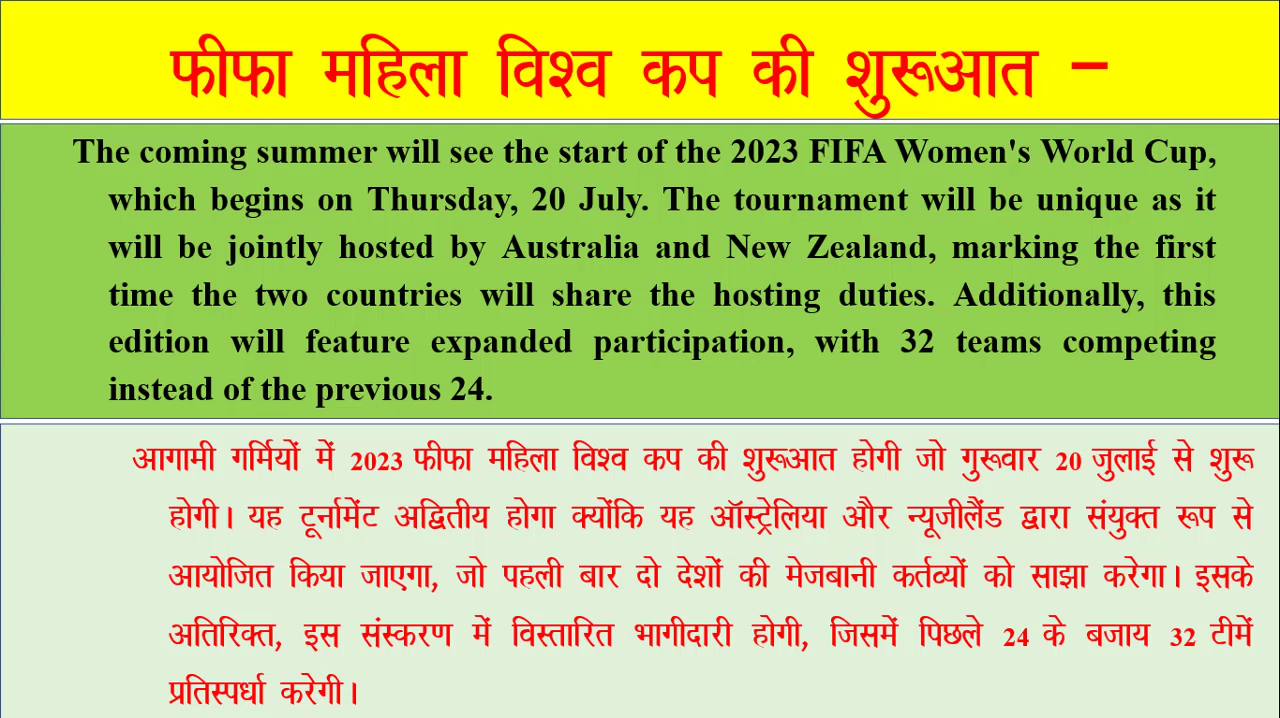 फीफा महिला विश्व कप की शुरूआत –
The coming summer will see the start of the 2023 FIFA Women's World Cup,
which begins on Thursday, 20 July. The tournament will be unique as it
will be jointly hosted by Australia and New Zealand, marking the first
time the two countries will share the hosting duties. Additionally, this
edition will feature expanded participation, with 32 teams competing
instead of the previous 24.
आगामी गर्मियों में 2023 फीफा महिला विश्व कप की शुरूआत होगी जो गुरूवार 20 जुलाई से शुरू
होगी। यह टूर्नामेंट अद्वितीय होगा क्योंकि यह ऑस्ट्रेलिया और न्यूजीलैंड द्वारा संयुक्त रूप से
आयोजित किया जाएगा, जो पहली बार दो देशों की मेजबानी कर्तव्यों को साझा करेगा। इसके
अतिरिक्त, इस संस्करण में विस्तारित भागीदारी होगी, जिसमें पिछले 24 के बजाय 32 टीमें
प्रतिस्पर्धा करेगी।